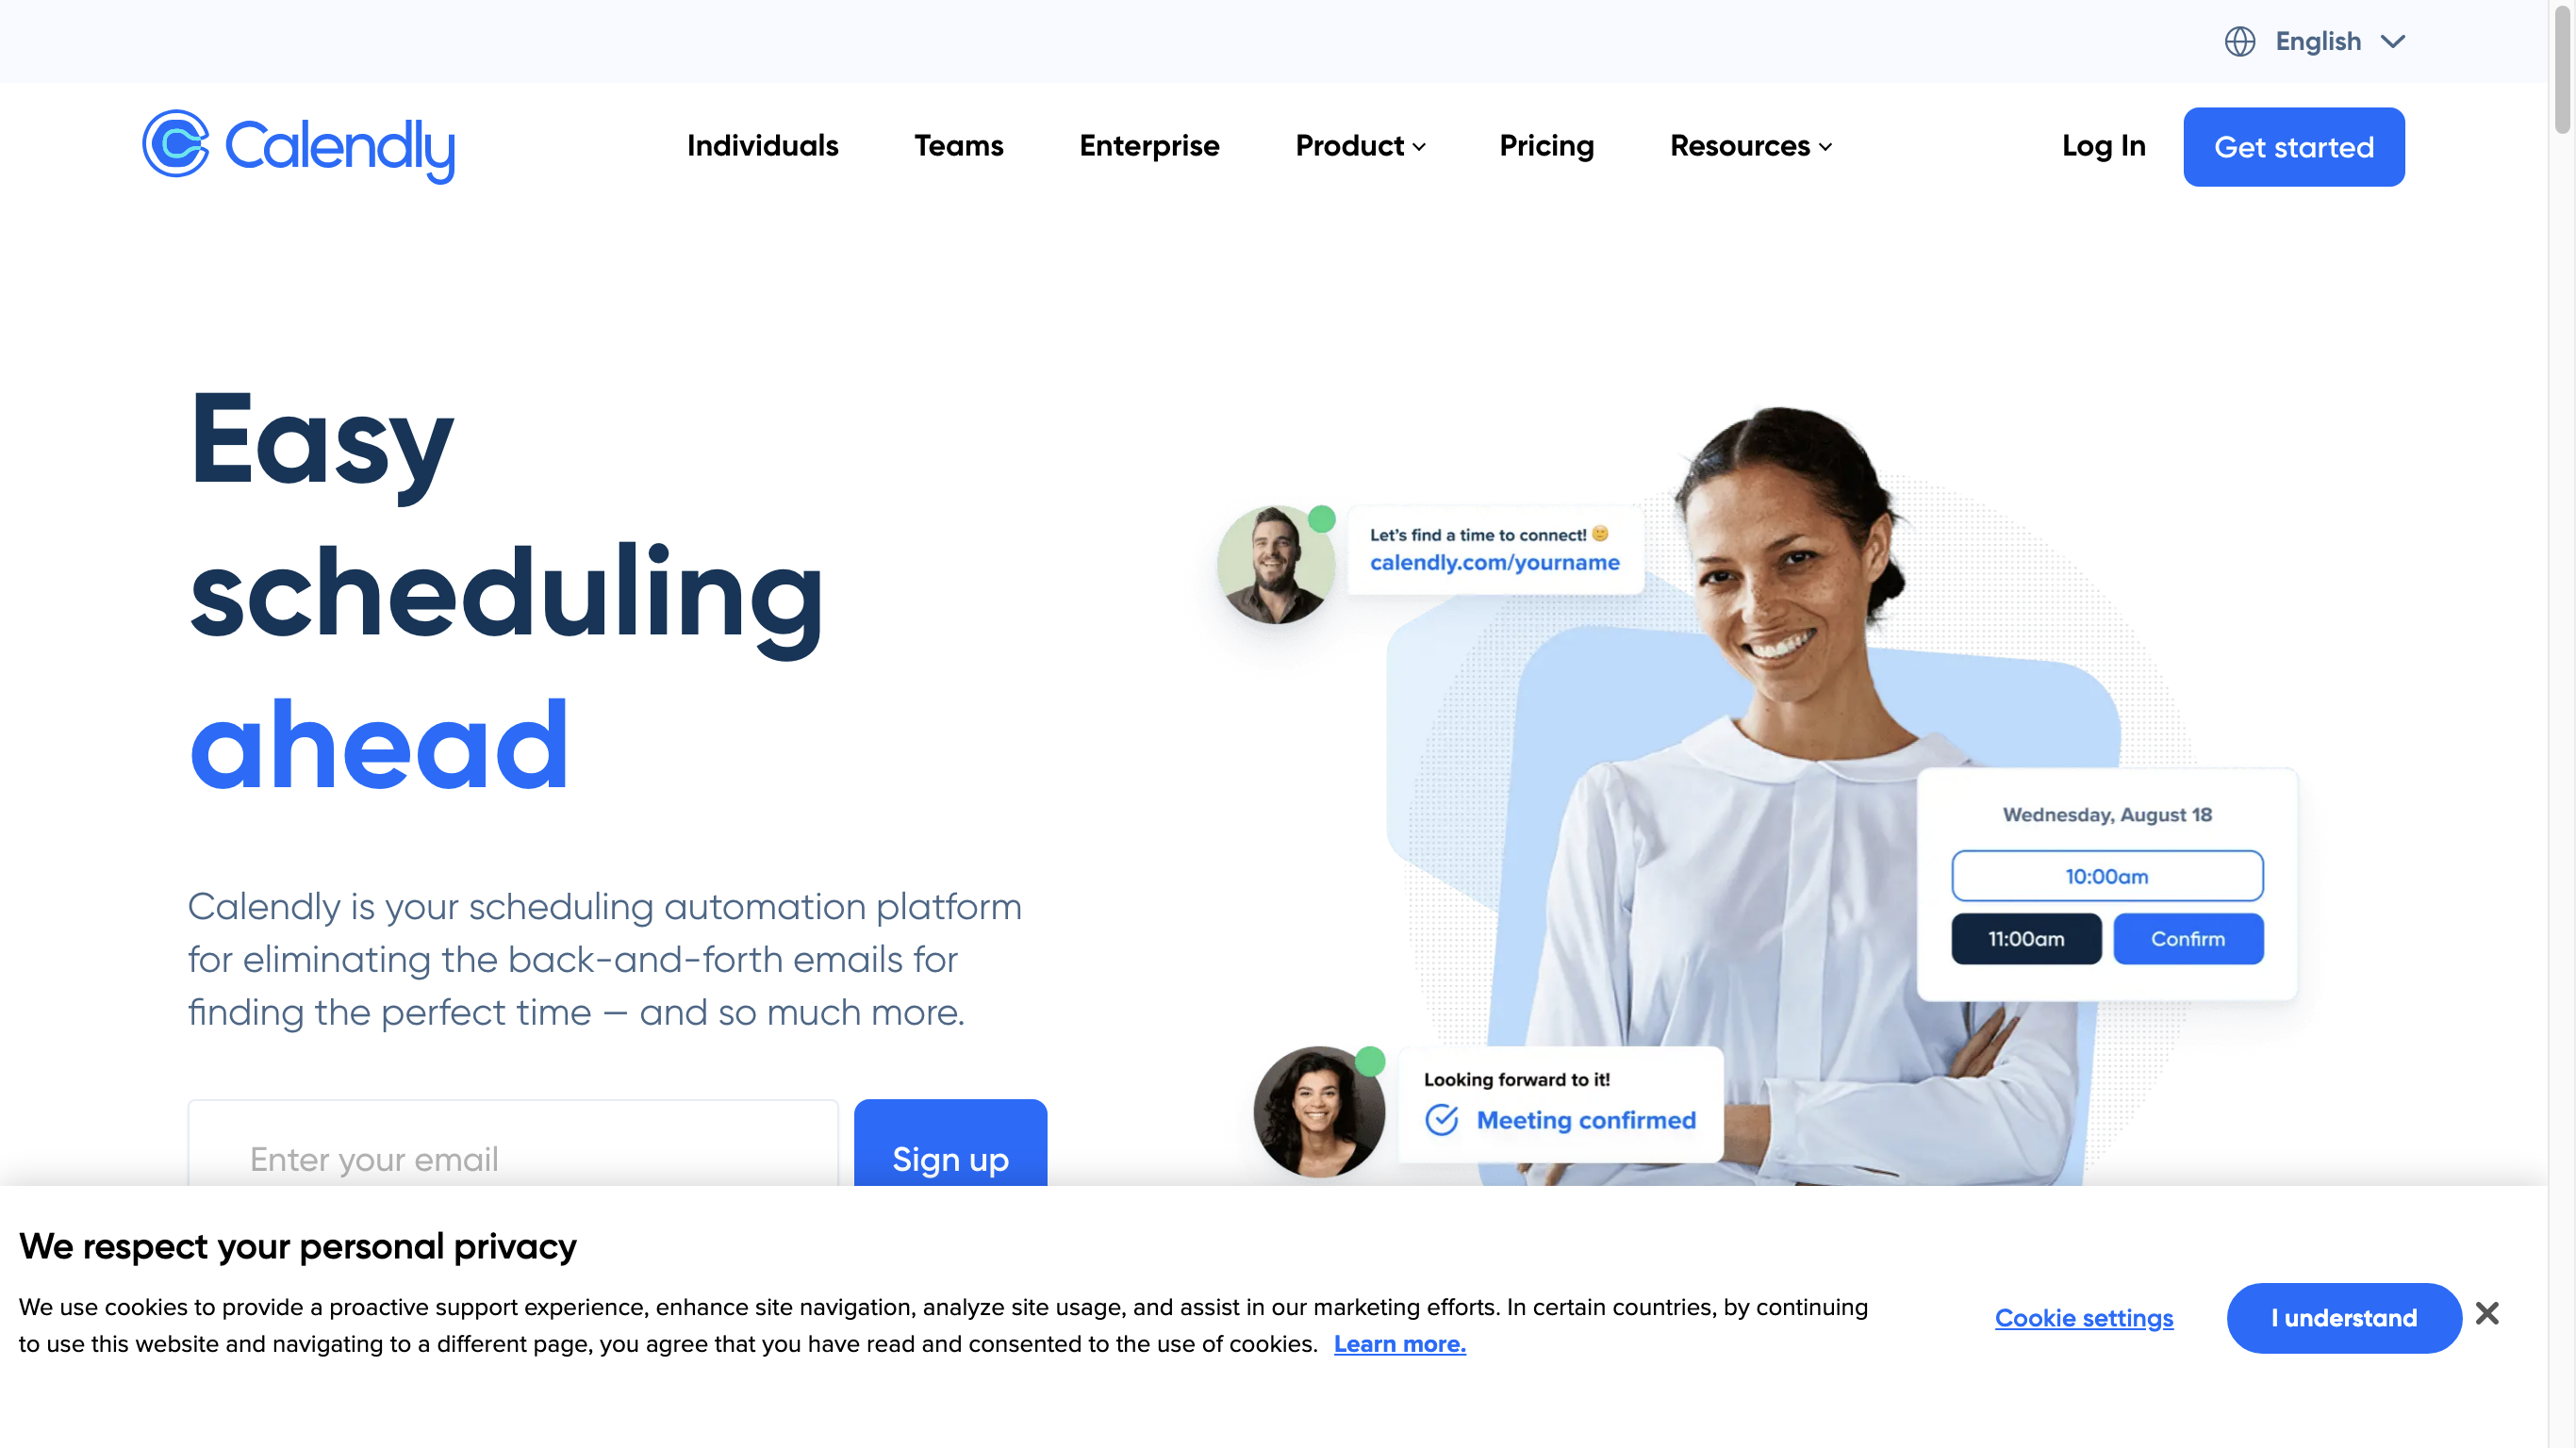 English
Calendly
Individuals
Teams
Enterprise
Product
Pricing
Resources
Log In
Get started
Easy
scheduling
ahead
Calendly is your scheduling automation platform
for eliminating the back-and-forth emails for
finding the perfect time — and so much more.
Enter your email
Sign up
Let's find a time to connect! 🙂
calendly.com/yourname
Wednesday, August 18
10:00am
11:00am
Confirm
Looking forward to it!
Meeting confirmed
We respect your personal privacy
We use cookies to provide a proactive support experience, enhance site navigation, analyze site usage, and assist in our marketing efforts. In certain countries, by continuing
to use this website and navigating to a different page, you agree that you have read and consented to the use of cookies. Learn more.
Cookie settings
I understand